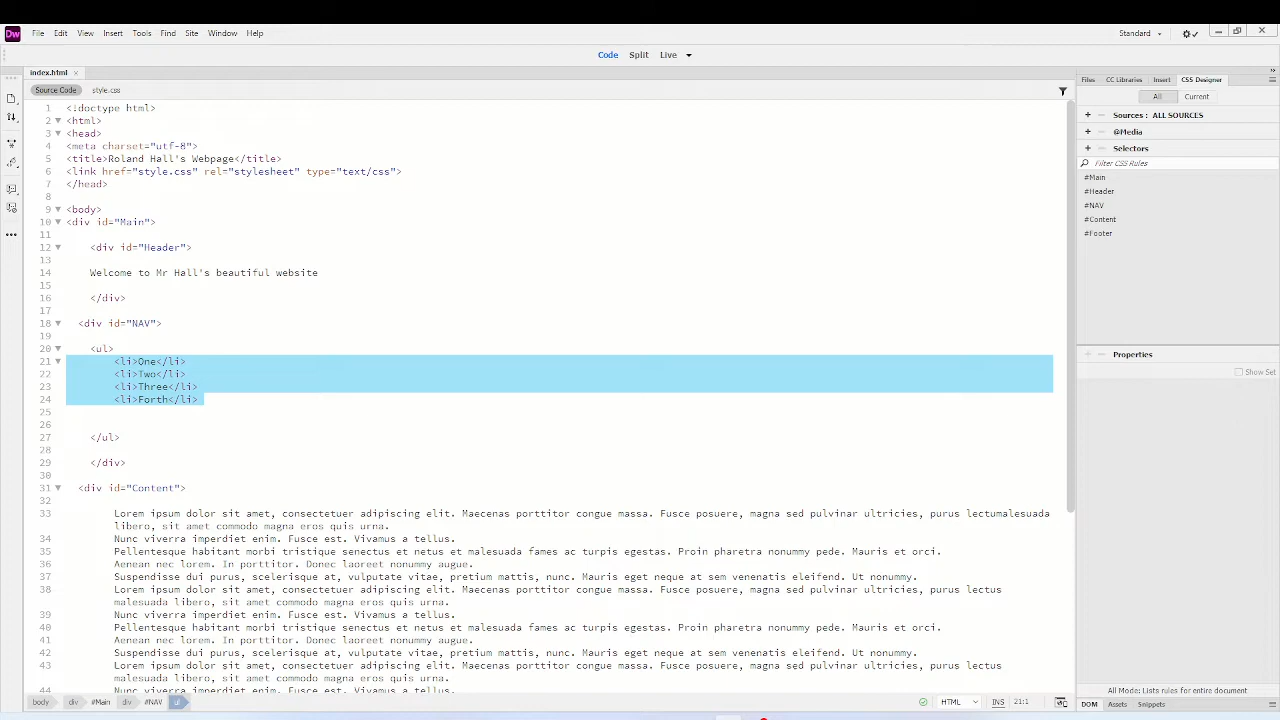 Dw File Edit View Insert Tools Find Site Window Help Standard
Code Split Live
index.html
Source Code style.css
1 <!doctype html>
2 <html>
3 <head>
4 <meta charset="utf-8">
5 <title>Roland Hall's Webpage</title>
6 <link href="style.css" rel="stylesheet" type="text/css">
7 </head>
8
9 <body>
10 <div id="Main">
11
12 <div id="Header">
13
14 Welcome to Mr Hall's beautiful website
15
16 </div>
17
18 <div id="NAV">
19
20 <ul>
21 <li>One</li>
22 <li>Two</li>
23 <li>Three</li>
24 <li>Forth</li>
25
26
27 </ul>
28
29 </div>
30
31 <div id="Content">
32
33 Lorem ipsum dolor sit amet, consectetuer adipiscing elit. Maecenas porttitor congue massa. Fusce posuere, magna sed pulvinar ultricies, purus lectumalesuada
libero, sit amet commodo magna eros quis urna.
34 Nunc viverra imperdiet enim. Fusce est. Vivamus a tellus.
35 Pellentesque habitant morbi tristique senectus et netus et malesuada fames ac turpis egestas. Proin pharetra nonummy pede. Mauris et orci.
36 Aenean nec lorem. In porttitor. Donec laoreet nonummy augue.
37 Suspendisse dui purus, scelerisque at, vulputate vitae, pretium mattis, nunc. Mauris eget neque at sem venenatis eleifend. Ut nonummy.
38 Lorem ipsum dolor sit amet, consectetuer adipiscing elit. Maecenas porttitor congue massa. Fusce posuere, magna sed pulvinar ultricies, purus lectus
malesuada libero, sit amet commodo magna eros quis urna.
39 Nunc viverra imperdiet enim. Fusce est. Vivamus a tellus.
40 Pellentesque habitant morbi tristique senectus et netus et malesuada fames ac turpis egestas. Proin pharetra nonummy pede. Mauris et orci.
41 Aenean nec lorem. In porttitor. Donec laoreet nonummy augue.
42 Suspendisse dui purus, scelerisque at, vulputate vitae, pretium mattis, nunc. Mauris eget neque at sem venenatis eleifend. Ut nonummy.
43 Lorem ipsum dolor sit amet, consectetuer adipiscing elit. Maecenas porttitor congue massa. Fusce posuere, magna sed pulvinar ultricies, purus lectus
malesuada libero, sit amet commodo magna eros quis urna.
44 Nunc viverra imperdiet enim. Fusce est. Vivamus a tellus.
body div #Main div #NAV ul HTML INS 21:1
Files CC Libraries Insert CSS Designer
All Current
Sources : ALL SOURCES
@Media
Selectors
Filter CSS Rules
#Main
#Header
#NAV
#Content
#Footer
Properties
Show Set
All Mode: Lists rules for entire document
DOM Assets Snippets